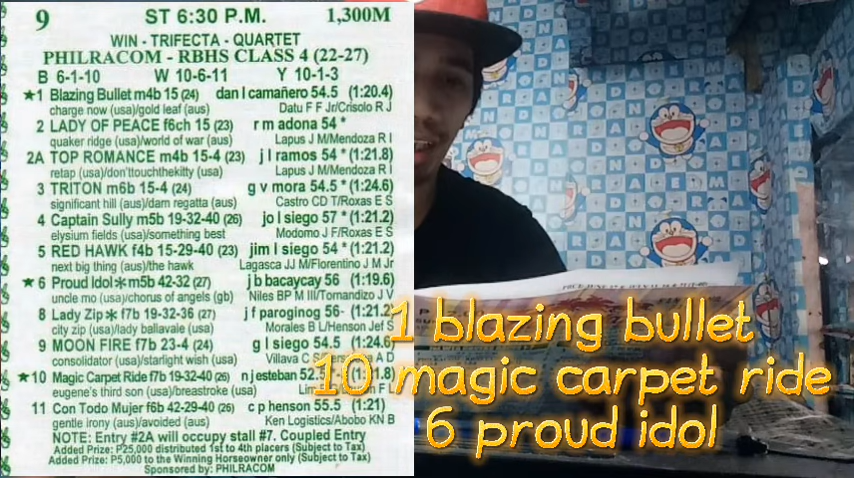 9 ST 6:30 P.M. 1,300M
WIN - TRIFECTA - QUARTET
PHILRACOM - RBHS CLASS 4 (22-27)
B 6-1-10 W 10-6-11 Y 10-1-3
★1 Blazing Bullet m4b 15 (24) dan l camañero 54.5 (1:20.4)
charge now (usa)/gold leaf (aus) Datu F F Jr/Crisolo R J
2 LADY OF PEACE f6ch 15 (23) r m adona 54 *
quaker ridge (usa)/world of war (aus) Lapus J M/Mendoza R I
2A TOP ROMANCE m4b 15-4 (23) j l ramos 54 * (1:21.8)
retap (usa)/don'ttouchthekitty (usa) Lapus J M/Mendoza R I
3 TRITON m6b 15-4 (24) g v mora 54.5 * (1:24.6)
significant hill (aus)/dam regatta (aus) Castro CD T/Roxas E S
4 Captain Sully m5b 19-32-40 (26) jo l siego 57 * (1:21.2)
elysium fields (usa)/something best Modomo J F/Roxas E S
5 RED HAWK f4b 15-29-40 (23) jim l siego 54 * (1:21.2)
next big thing (aus)/the hawk Lagasca JJ M/Florentino J M Jr
★6 Proud Idol* m5b 42-32 (27) j b bacaycay 56 (1:19.6)
uncle mo (usa)/chorus of angels (gb) Niles BP M III/Tornandizo J V
8 Lady Zip* f7b 19-32-36 (27) j f paroginog 56- (1:21.2
city zip (usa)/lady ballavale (usa) Morales B L/Henson Jef S
9 MOON FIRE f7b 23-4 (24) g l siego 54.5 (1:24.6)
consolidator (usa)/starlight wish (usa) Villava C A D
★10 Magic Carpet Ride f7b 19-32-40 (26) n j esteban 52.
eugene's third son (usa)/breastroke (usa)
11 Con Todo Mujer f6b 42-29-40 (26) c p henson 55.5 (1:21)
gentle irony (aus)/avoided (aus) Ken Logistics/Abobo KN B
NOTE: Entry #2A will occupy stall #7. Coupled Entry
Added Prize: P25,000 distributed 1st to 4th placers (Subject to Tax)
Added Prize: P5,000 to the Winning Horseowner only (Subject to Tax)
Sponsored by: PHILRACOM
1 blazing bullet
10 magic carpet ride
6 proud idol